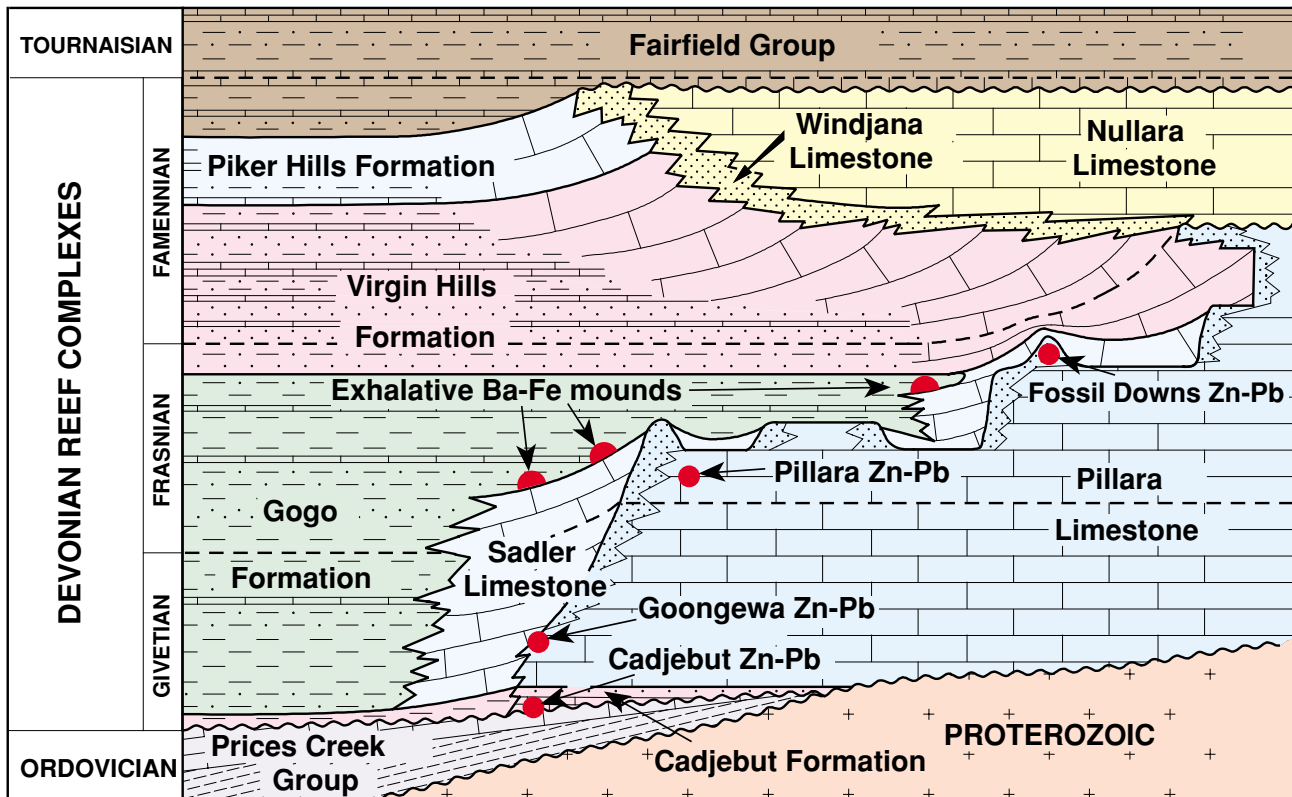 TOURNAISIAN
DEVONIAN REEF COMPLEXES
FAMENNIAN
FRASNIAN
GIVETIAN
ORDOVICIAN
Fairfield Group
Windjana
Limestone
Nullara
Limestone
Piker Hills Formation
Virgin Hills
Formation
Exhalative Ba-Fe mounds
Fossil Downs Zn-Pb
Pillara Zn-Pb
Pillara
Limestone
Gogo
Formation
Sadler
Limestone
Goongewa Zn-Pb
Cadjebut Zn-Pb
Prices Creek
Group
Cadjebut Formation
PROTEROZOIC